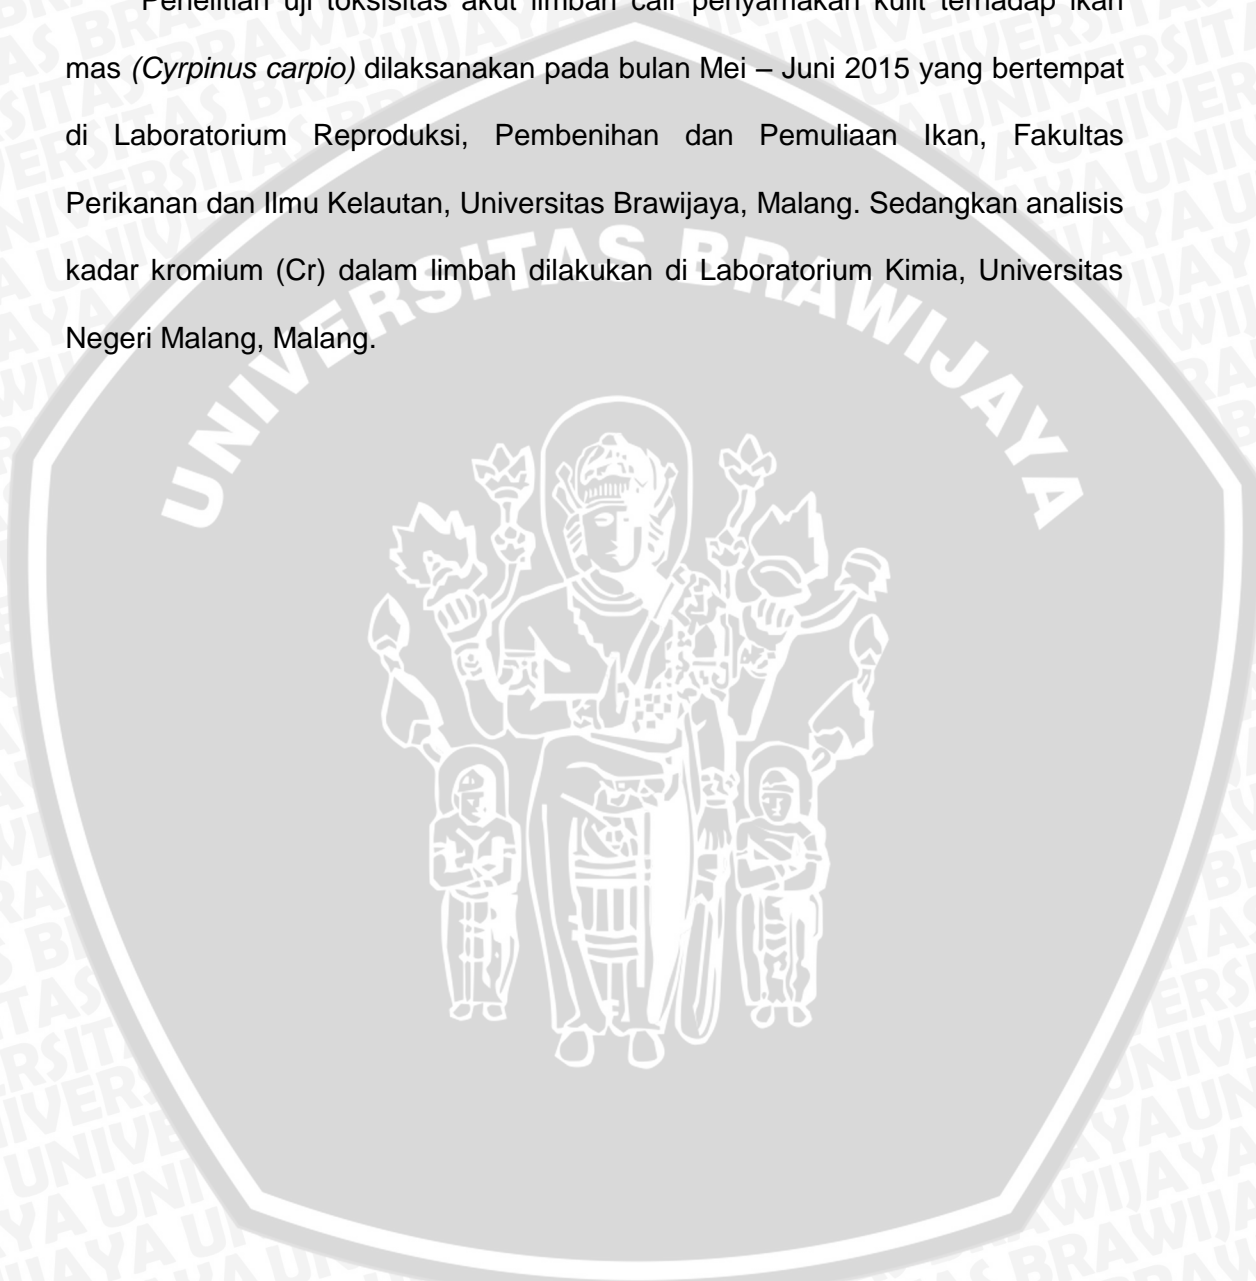 Penelitian uji toksisitas akut limbah cair penyamakan kulit terhadap ikan
mas (Cyrpinus carpio) dilaksanakan pada bulan Mei – Juni 2015 yang bertempat
di Laboratorium Reproduksi, Pembenihan dan Pemuliaan Ikan, Fakultas
Perikanan dan Ilmu Kelautan, Universitas Brawijaya, Malang. Sedangkan analisis
kadar kromium (Cr) dalam limbah dilakukan di Laboratorium Kimia, Universitas
Negeri Malang, Malang.
UNIVERSITAS BRAWIJAYA